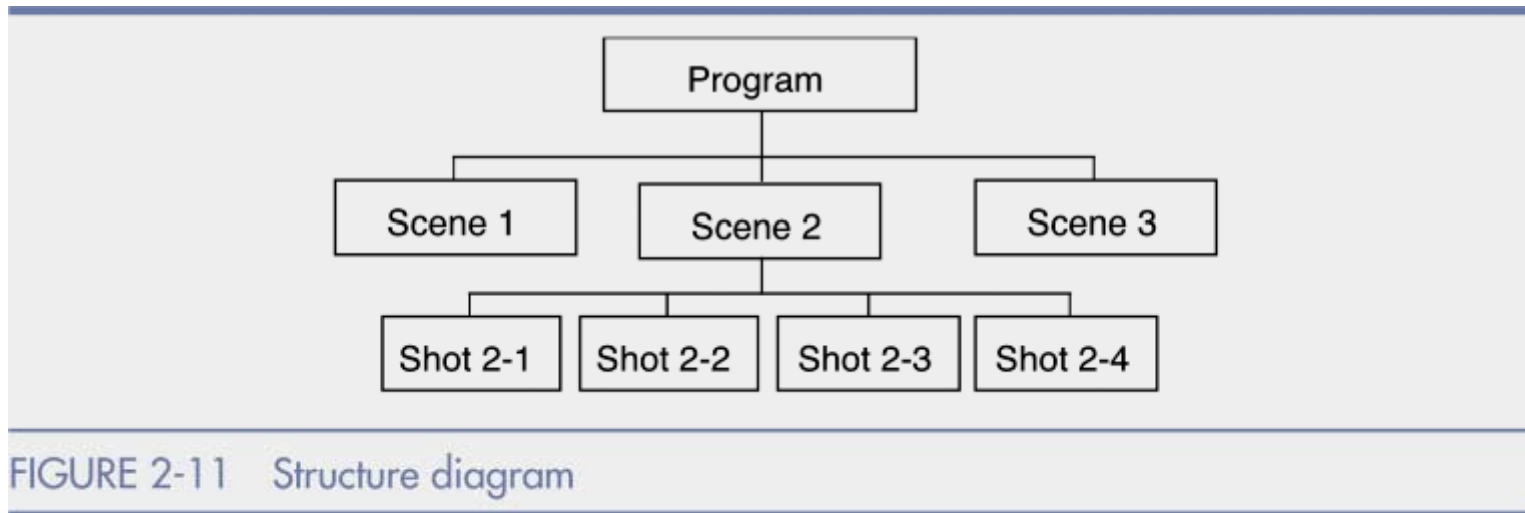 Program
Scene 1 Scene 2 Scene 3
Shot 2-1 Shot 2-2 Shot 2-3 Shot 2-4
FIGURE 2-11 Structure diagram